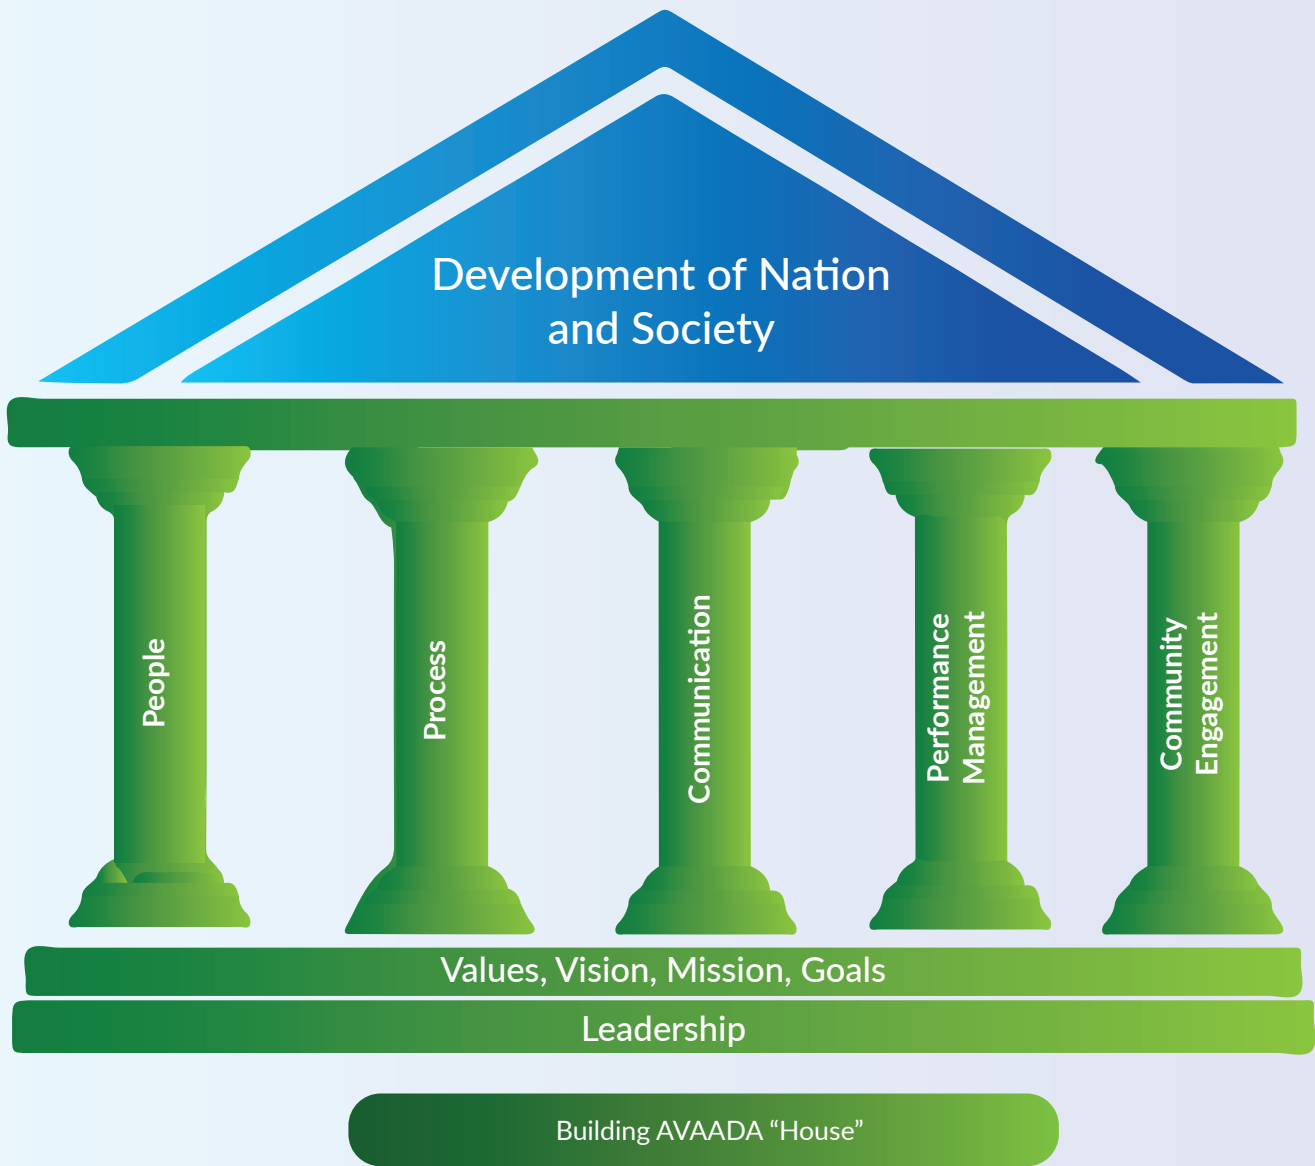 Development of Nation
and Society
People
Process
Communication
Performance
Management
Community
Engagement
Values, Vision, Mission, Goals
Leadership
Building AVAADA “House”